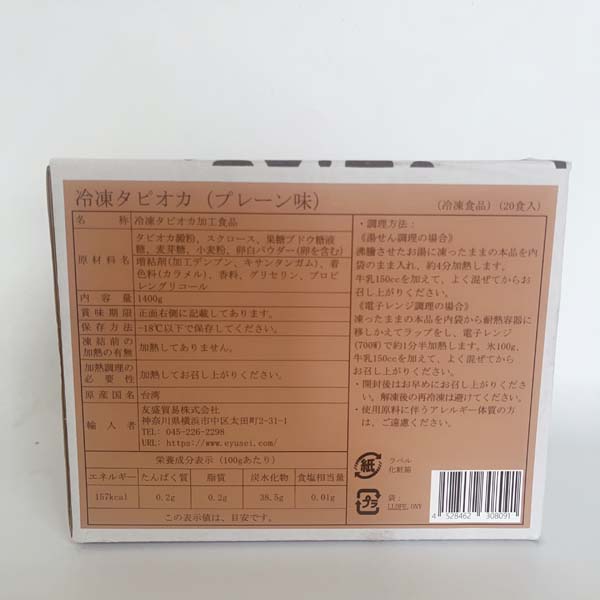 冷凍タピオカ（プレーン味）
（冷凍食品）（20食入）
名　称 冷凍タピオカ加工食品
原材料名 タピオカ澱粉、スクロース、果糖ブドウ糖液
糖、麦芽糖、小麦粉、卵白パウダー(卵を含む)
増粘剤(加工デンプン、キサンタンガム)、着
色料(カラメル)、香料、グリセリン、プロピ
レングリコール
内容量 1400g
賞味期限 正面右側に記載してあります。
保存方法 -18℃以下で保存してください。
凍結前の
加熱の有無 加熱してありません。
加熱調理の
必要性 加熱してお召し上がりください。
原産国名 台湾
輸入者 友盛貿易株式会社
神奈川県横浜市中区太田町2-31-1
TEL: 045-226-2298
URL: https://www.eyusei.com/
栄養成分表示（100gあたり）
エネルギー たんぱく質 脂質 炭水化物 食塩相当量
157kcal 0.2g 0.2g 38.5g 0.01g
この表示値は、目安です。
・調理方法：
《湯せん調理の場合》
沸騰させたお湯に凍ったままの本品を内
袋のまま入れ、約4分加熱します。
牛乳150ccを加えて、よく混ぜてからお
召し上がりください。
《電子レンジ調理の場合》
凍ったままの本品を内袋から耐熱容器に
移しかえてラップをし、電子レンジ
(700W)で約1分半加熱します。氷100g、
牛乳150ccを加えて、よく混ぜてから
お召し上がりください。
・開封後はお早めにお召し上がりください。
解凍後の再冷凍は避けてください。
・使用原料に伴うアレルギー体質の方
は、ご遠慮ください。
紙
ラベル
化粧箱
プラ
袋：
LLDPE,ONY
4 528462 308091